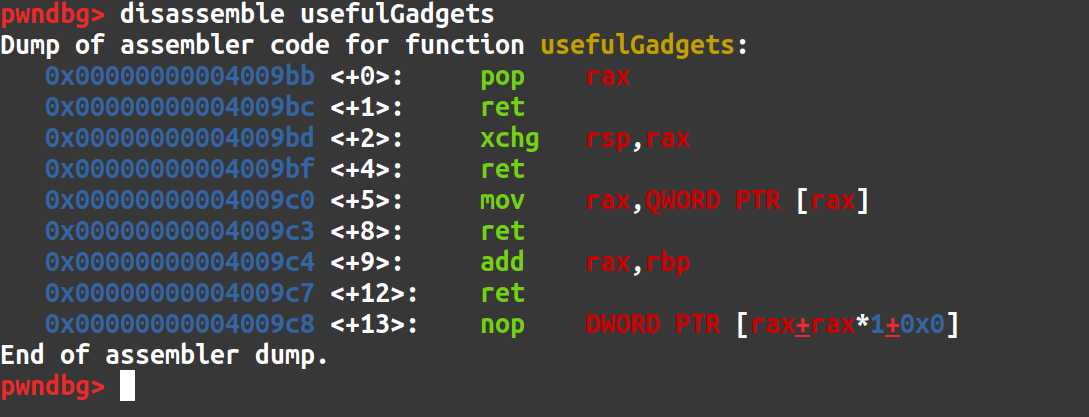 pwndbg> disassemble usefulGadgets
Dump of assembler code for function usefulGadgets:
   0x00000000004009bb <+0>:     pop    rax
   0x00000000004009bc <+1>:     ret
   0x00000000004009bd <+2>:     xchg   rsp,rax
   0x00000000004009bf <+4>:     ret
   0x00000000004009c0 <+5>:     mov    rax,QWORD PTR [rax]
   0x00000000004009c3 <+8>:     ret
   0x00000000004009c4 <+9>:     add    rax,rbp
   0x00000000004009c7 <+12>:    ret
   0x00000000004009c8 <+13>:    nop    DWORD PTR [rax+rax*1+0x0]
End of assembler dump.
pwndbg>